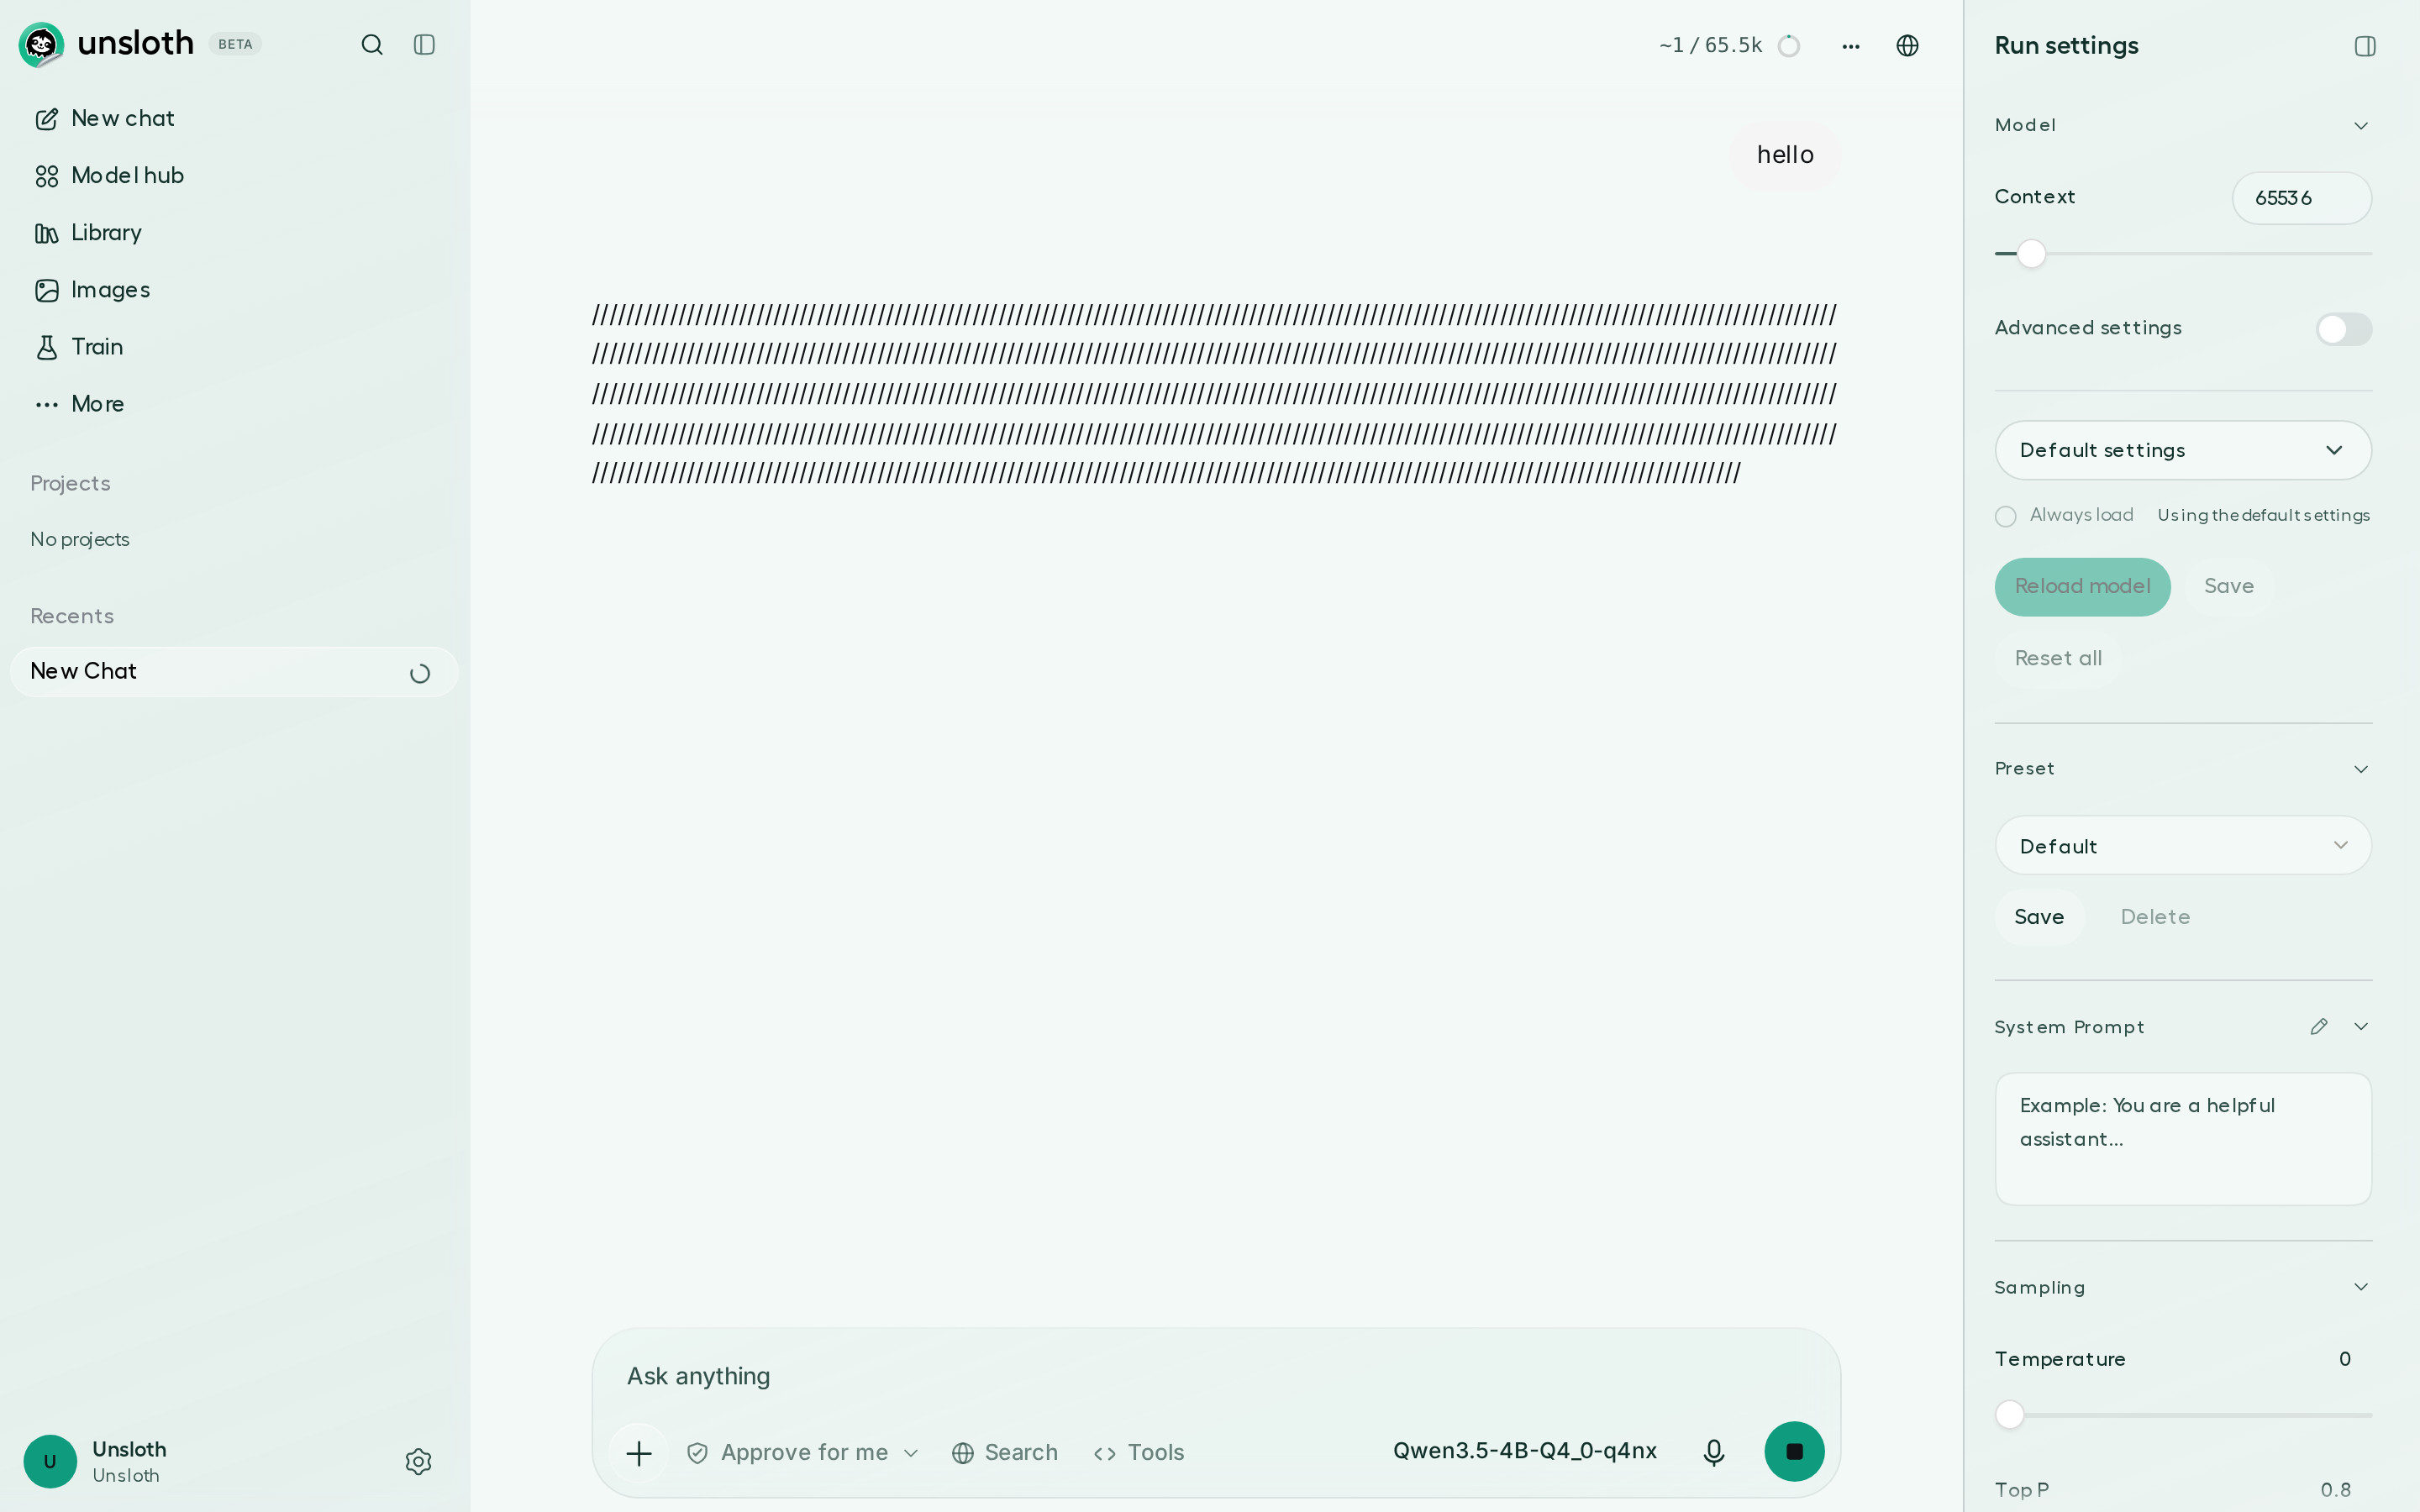 unsloth BETA
New chat
Model hub
Library
Images
Train
More
Projects
No projects
Recents
New Chat
U
Unsloth
Unsloth
~1 / 65.5k
hello
Ask anything
Approve for me
Search
Tools
Qwen3.5-4B-Q4_0-q4nx
Run settings
Model
Context 65536
Advanced settings
Default settings
Always load Using the default settings
Reload model Save
Reset all
Preset
Default
Save Delete
System Prompt
Example: You are a helpful
assistant...
Sampling
Temperature 0
Top P 0.8